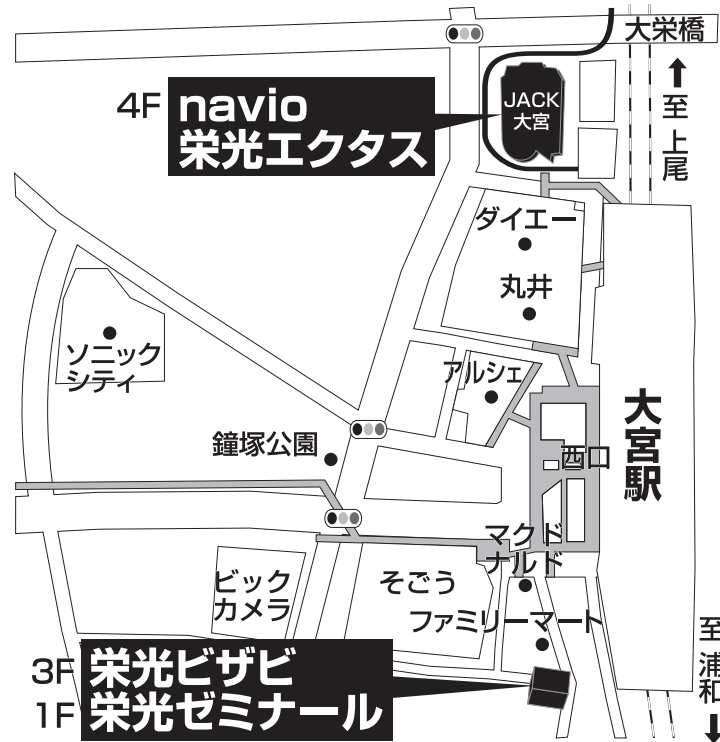 大栄橋
至 上尾
JACK
大宮
4F navio
栄光エクタス
ダイエー
丸井
ソニック
シティ
アルシェ
鐘塚公園
西口
大宮駅
マクド
ナルド
ビック
カメラ
そごう
ファミリーマート
至 浦和
3F 栄光ビザビ
1F 栄光ゼミナール